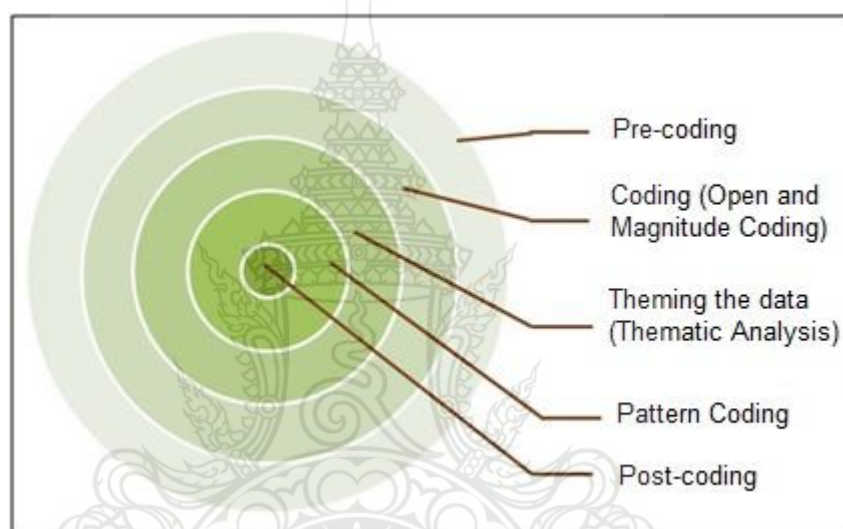 Pre-coding
Coding (Open and
Magnitude Coding)
Theming the data
(Thematic Analysis)
Pattern Coding
Post-coding